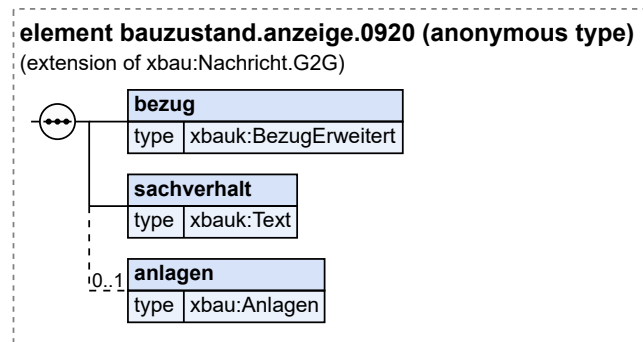 element bauzustand.anzeige.0920 (anonymous type)
(extension of xbau:Nachricht.G2G)
bezug
type xbauk:BezugErweitert
sachverhalt
type xbauk:Text
0..1
anlagen
type xbau:Anlagen